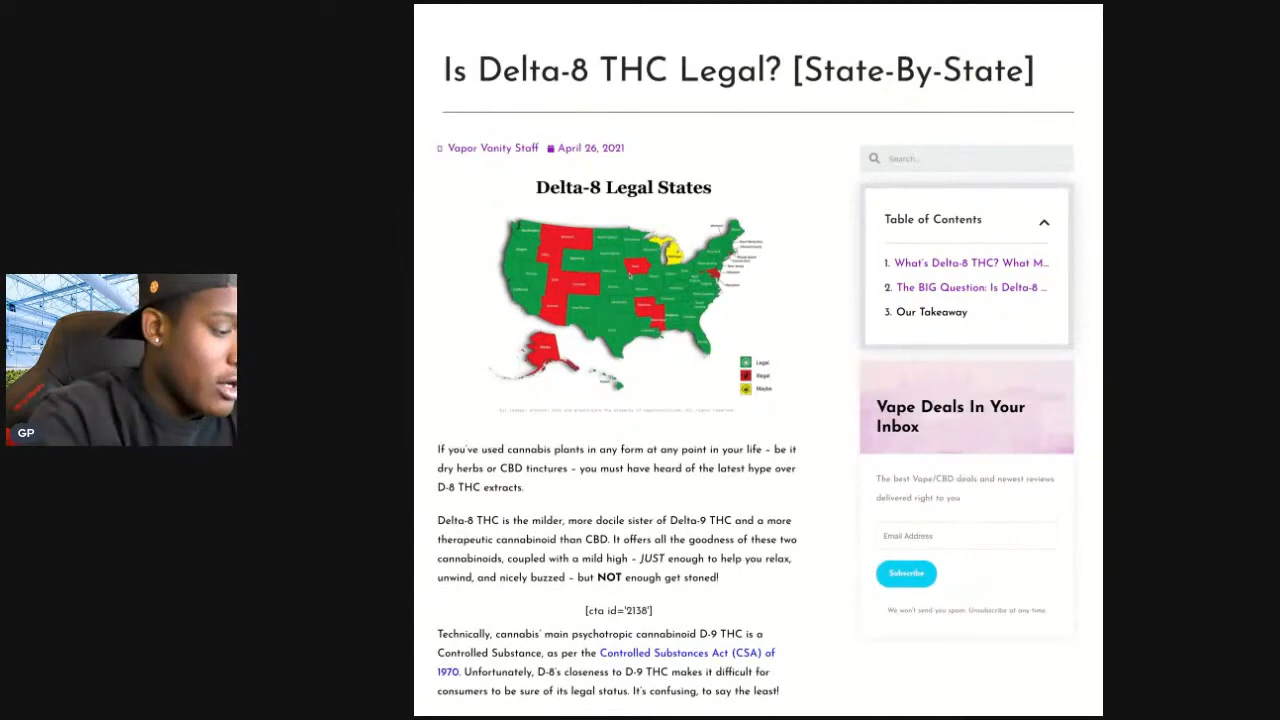 Is Delta-8 THC Legal? [State-By-State]
Vapor Vanity Staff April 26, 2021
Delta-8 Legal States
Legal
Illegal
Maybe
If you've used cannabis plants in any form at any point in your life – be it
dry herbs or CBD tinctures – you must have heard of the latest hype over
D-8 THC extracts.
Delta-8 THC is the milder, more docile sister of Delta-9 THC and a more
therapeutic cannabinoid than CBD. It offers all the goodness of these two
cannabinoids, coupled with a mild high – JUST enough to help you relax,
unwind, and nicely buzzed – but NOT enough get stoned!
[cta id='2138']
Technically, cannabis' main psychotropic cannabinoid D-9 THC is a
Controlled Substance, as per the Controlled Substances Act (CSA) of
1970. Unfortunately, D-8's closeness to D-9 THC makes it difficult for
consumers to be sure of its legal status. It's confusing, to say the least!
Search...
Table of Contents
1. What's Delta-8 THC? What M...
2. The BIG Question: Is Delta-8 ...
3. Our Takeaway
Vape Deals In Your
Inbox
The best Vape/CBD deals and newest reviews
delivered right to you
Email Address
Subscribe
We won't send you spam. Unsubscribe at any time.
GP